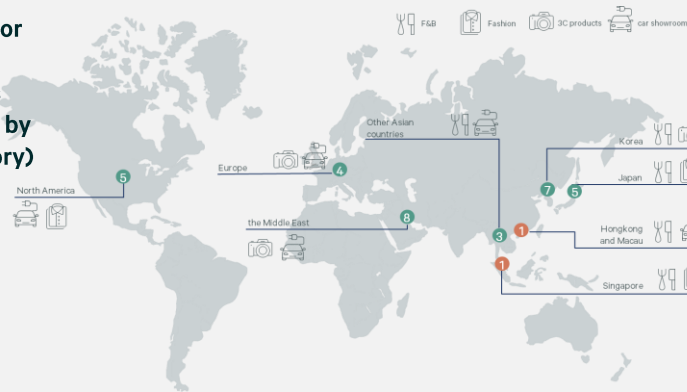 or
by
ory)
F&B
Fashion
3C products
car showroom
Other Asian
countries
Korea
Europe
4
5
North America
7
Japan
5
the Middle East
8
3
1
Hongkong
and Macau
1
Singapore